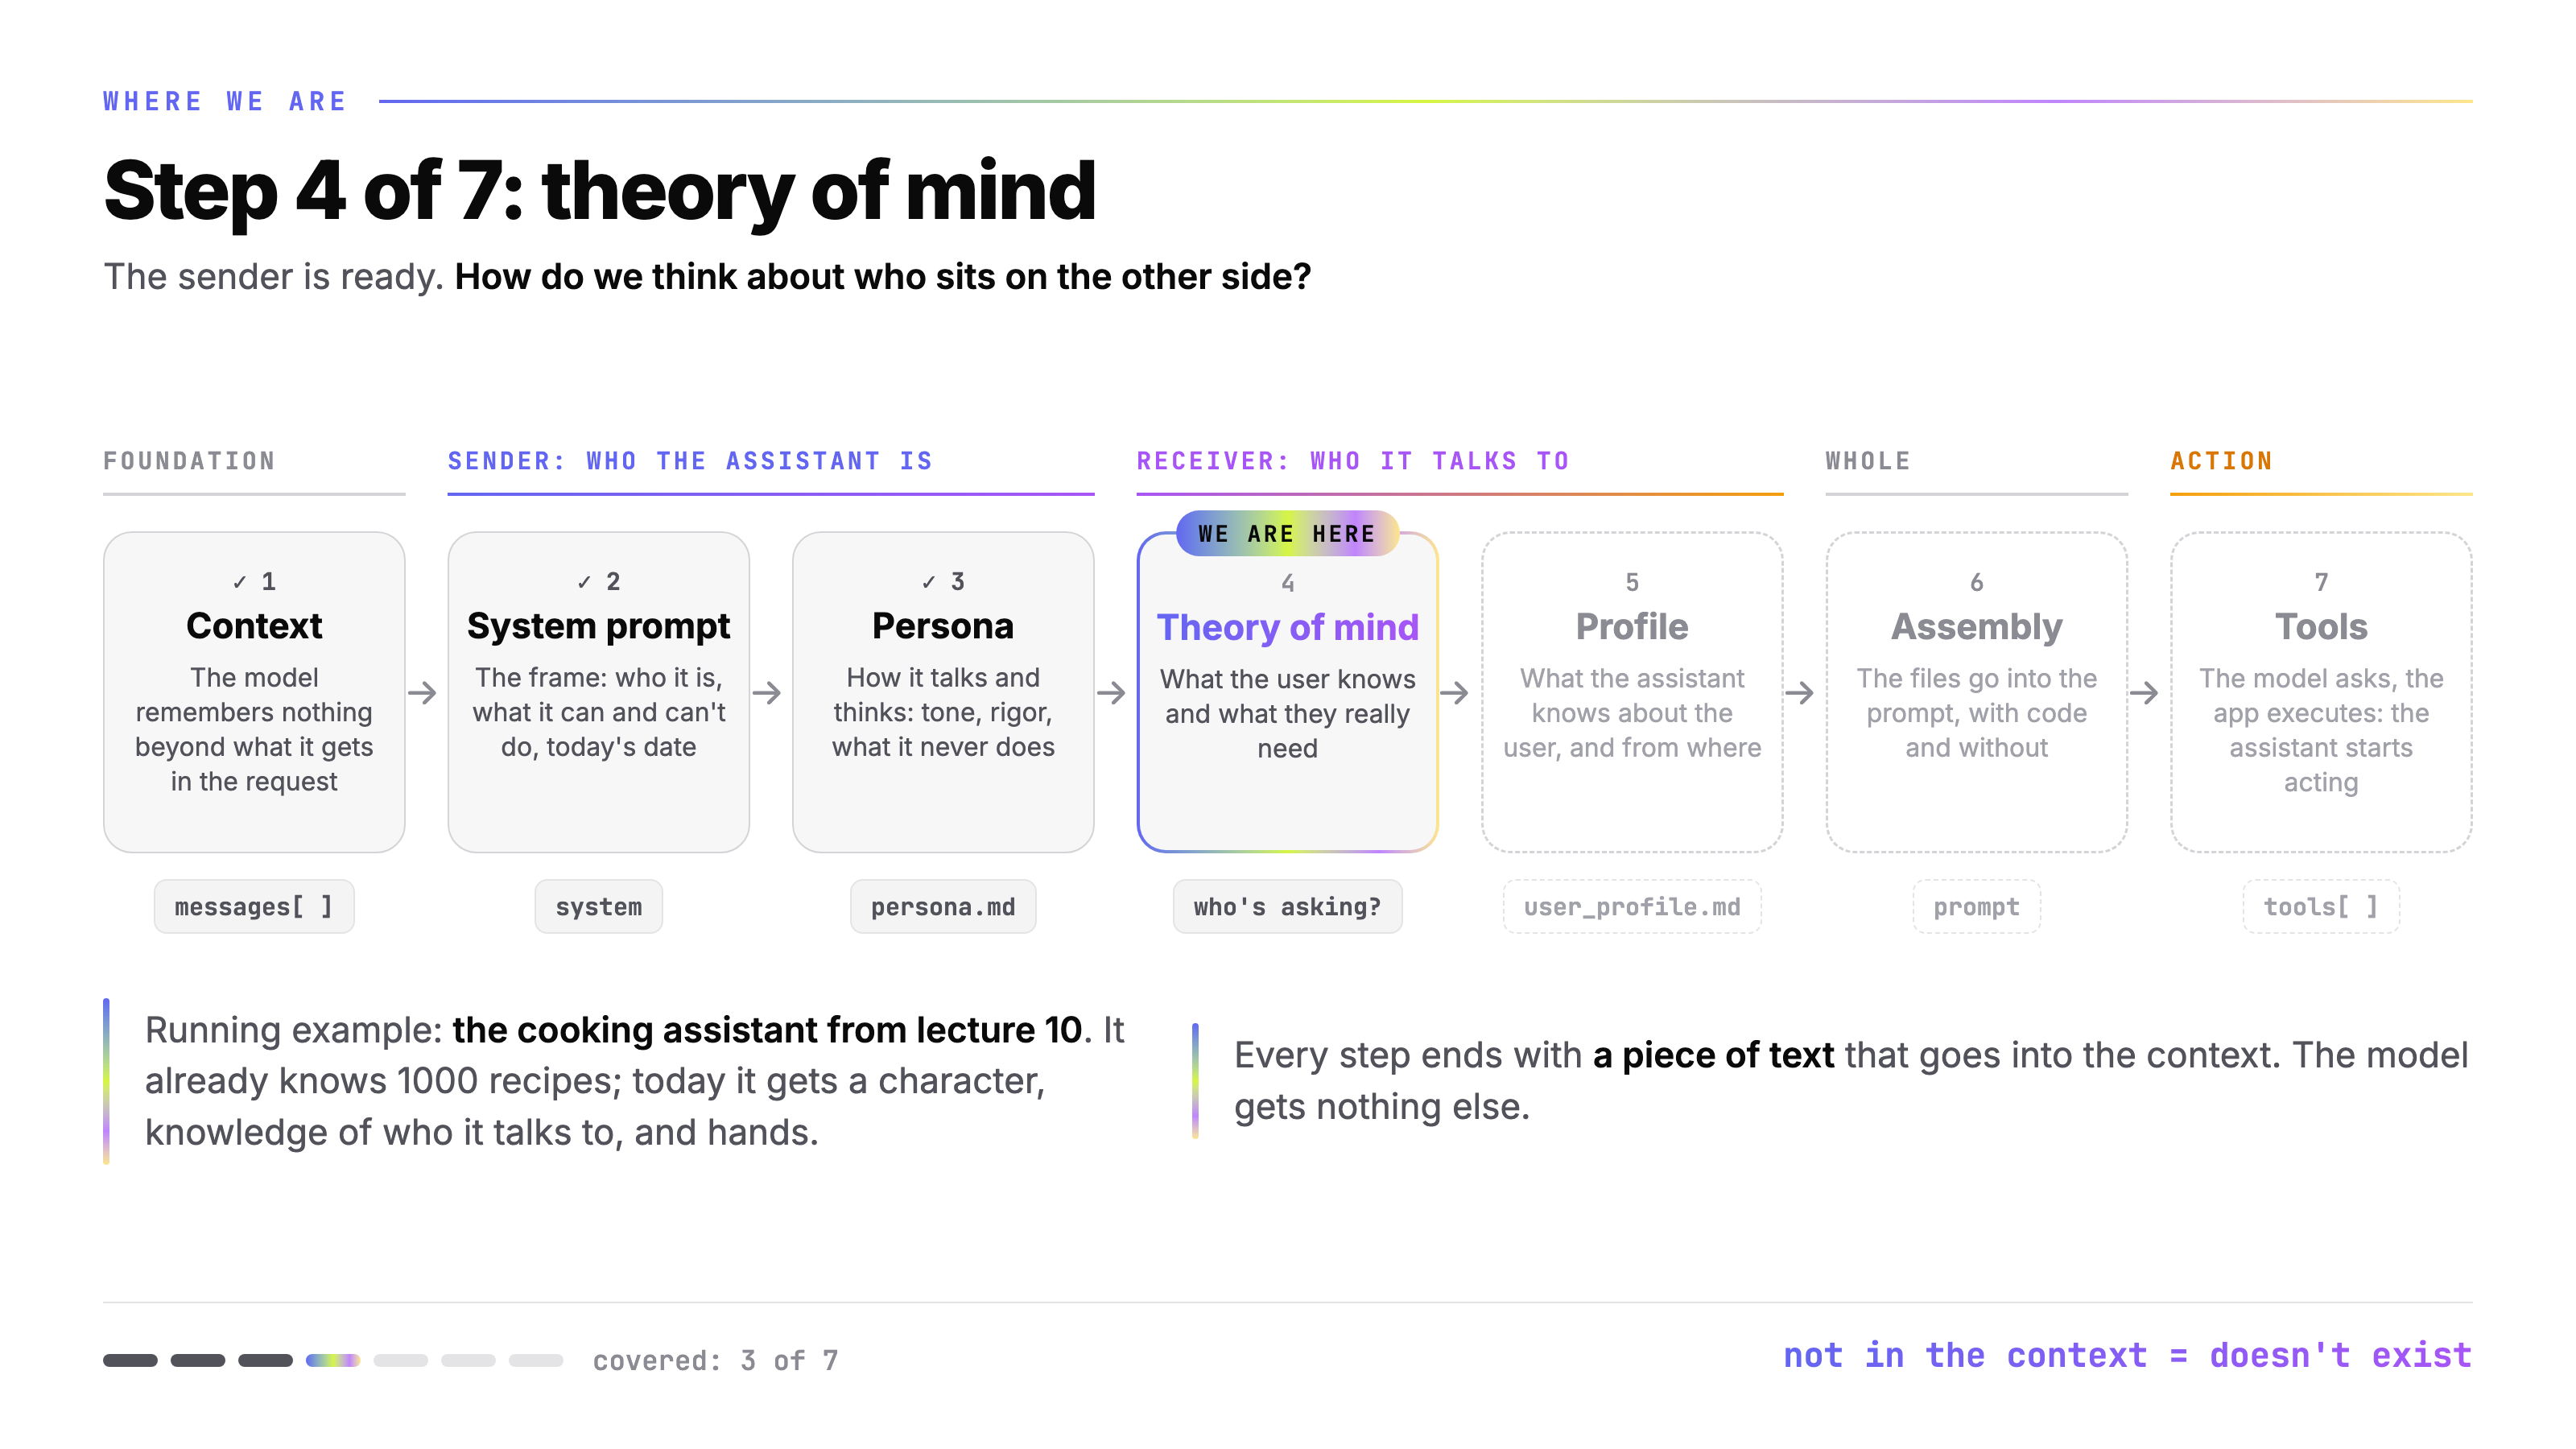 WHERE WE ARE
Step 4 of 7: theory of mind
The sender is ready. How do we think about who sits on the other side?
FOUNDATION
SENDER: WHO THE ASSISTANT IS
RECEIVER: WHO IT TALKS TO
WHOLE
ACTION
✓ 1
Context
The model
remembers nothing
beyond what it gets
in the request
messages[ ]
✓ 2
System prompt
The frame: who it is,
what it can and can't
do, today's date
system
✓ 3
Persona
How it talks and
thinks: tone, rigor,
what it never does
persona.md
WE ARE HERE
4
Theory of mind
What the user knows
and what they really
need
who's asking?
5
Profile
What the assistant
knows about the
user, and from where
user_profile.md
6
Assembly
The files go into the
prompt, with code
and without
prompt
7
Tools
The model asks, the
app executes: the
assistant starts
acting
tools[ ]
Running example: the cooking assistant from lecture 10. It
already knows 1000 recipes; today it gets a character,
knowledge of who it talks to, and hands.
Every step ends with a piece of text that goes into the context. The model
gets nothing else.
covered: 3 of 7
not in the context = doesn't exist